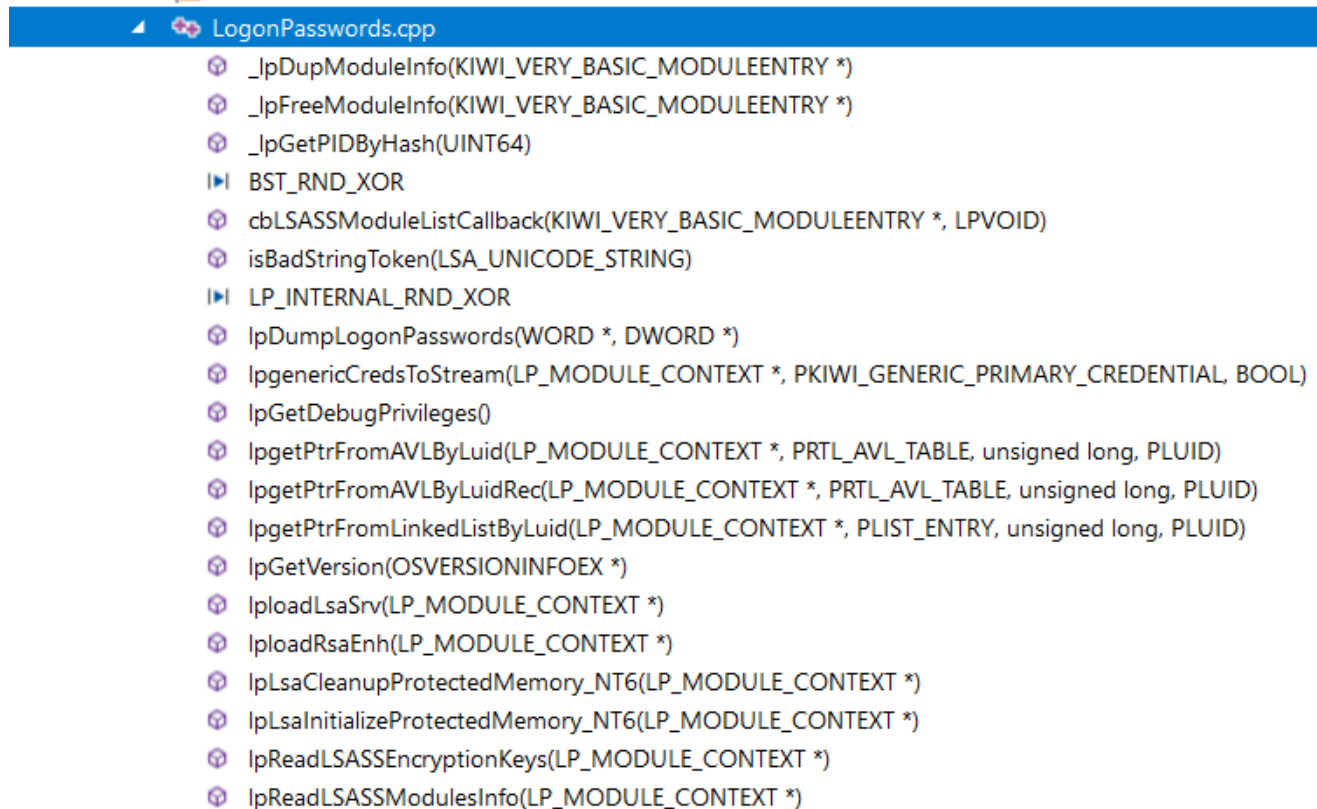 LogonPasswords.cpp
_lpDupModuleInfo(KIWI_VERY_BASIC_MODULEENTRY *)
_lpFreeModuleInfo(KIWI_VERY_BASIC_MODULEENTRY *)
_lpGetPIDByHash(UINT64)
BST_RND_XOR
cbLSASSModuleListCallback(KIWI_VERY_BASIC_MODULEENTRY *, LPVOID)
isBadStringToken(LSA_UNICODE_STRING)
LP_INTERNAL_RND_XOR
lpDumpLogonPasswords(WORD *, DWORD *)
lpgenericCredsToStream(LP_MODULE_CONTEXT *, PKIWI_GENERIC_PRIMARY_CREDENTIAL, BOOL)
lpGetDebugPrivileges()
lpgetPtrFromAVLByLuid(LP_MODULE_CONTEXT *, PRTL_AVL_TABLE, unsigned long, PLUID)
lpgetPtrFromAVLByLuidRec(LP_MODULE_CONTEXT *, PRTL_AVL_TABLE, unsigned long, PLUID)
lpgetPtrFromLinkedListByLuid(LP_MODULE_CONTEXT *, PLIST_ENTRY, unsigned long, PLUID)
lpGetVersion(OSVERSIONINFOEX *)
lploadLsaSrv(LP_MODULE_CONTEXT *)
lploadRsaEnh(LP_MODULE_CONTEXT *)
lpLsaCleanupProtectedMemory_NT6(LP_MODULE_CONTEXT *)
lpLsaInitializeProtectedMemory_NT6(LP_MODULE_CONTEXT *)
lpReadLSASSEncryptionKeys(LP_MODULE_CONTEXT *)
lpReadLSASSModulesInfo(LP_MODULE_CONTEXT *)